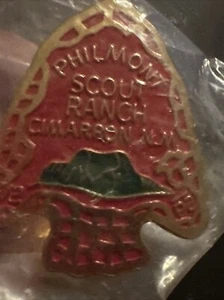 PHILMONT
SCOUT
RANCH
CIMARRON, N.M.